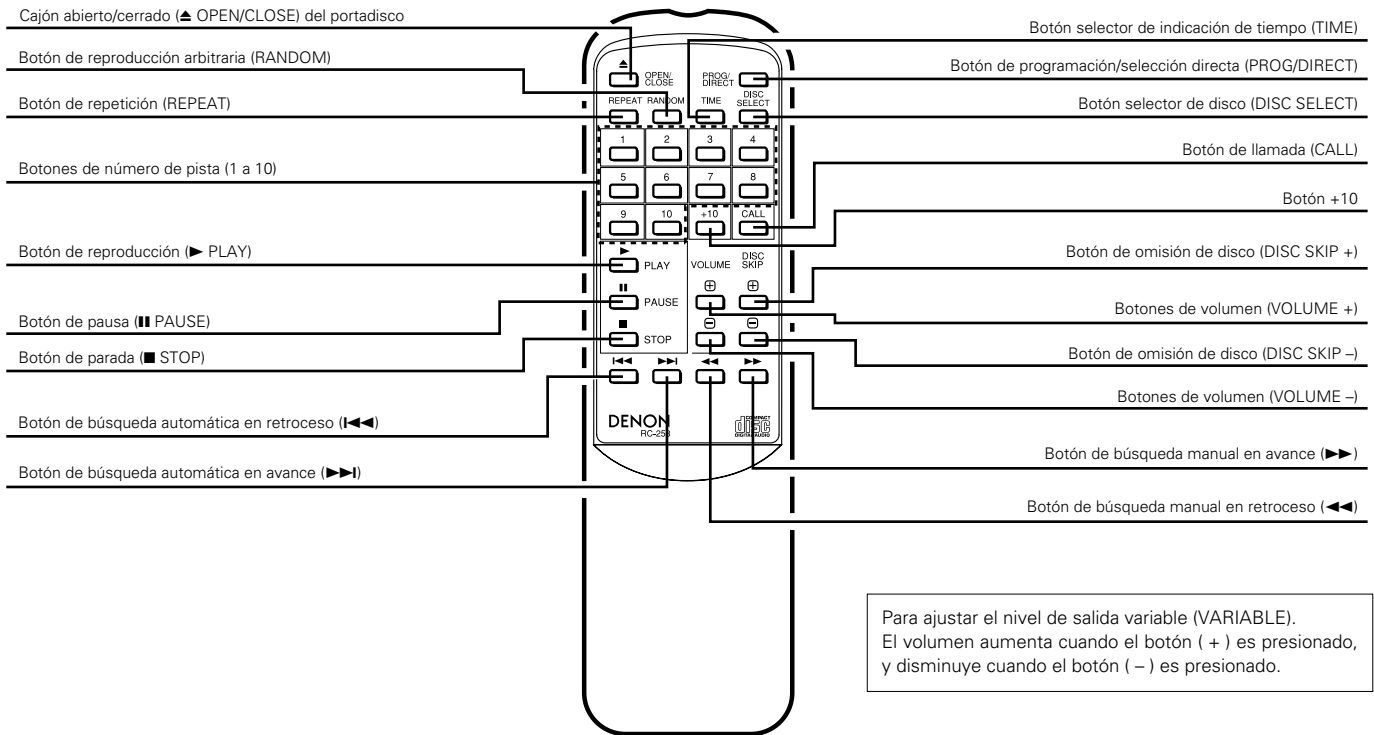 Cajón abierto/cerrado (⏏ OPEN/CLOSE) del portadisco
Botón de reproducción arbitraria (RANDOM)
Botón de repetición (REPEAT)
Botones de número de pista (1 a 10)
Botón de reproducción (► PLAY)
Botón de pausa (❚❚ PAUSE)
Botón de parada (■ STOP)
Botón de búsqueda automática en retroceso (I◄◄)
Botón de búsqueda automática en avance (►►I)
⏏ OPEN/
CLOSE
PROG/
DIRECT
REPEAT RANDOM TIME DISC
SELECT
1 2 3 4
5 6 7 8
9 10 +10 CALL
►
PLAY VOLUME DISC
SKIP
❚❚ ⊕ ⊕
PAUSE
■ ⊖ ⊖
STOP
I◄◄ ►►I ◄◄ ►►
DENON
COMPACT
disc
DIGITAL AUDIO
Botón selector de indicación de tiempo (TIME)
Botón de programación/selección directa (PROG/DIRECT)
Botón selector de disco (DISC SELECT)
Botón de llamada (CALL)
Botón +10
Botón de omisión de disco (DISC SKIP +)
Botones de volumen (VOLUME +)
Botón de omisión de disco (DISC SKIP –)
Botones de volumen (VOLUME –)
Botón de búsqueda manual en avance (►►)
Botón de búsqueda manual en retroceso (◄◄)
Para ajustar el nivel de salida variable (VARIABLE).
El volumen aumenta cuando el botón ( + ) es presionado,
y disminuye cuando el botón ( – ) es presionado.